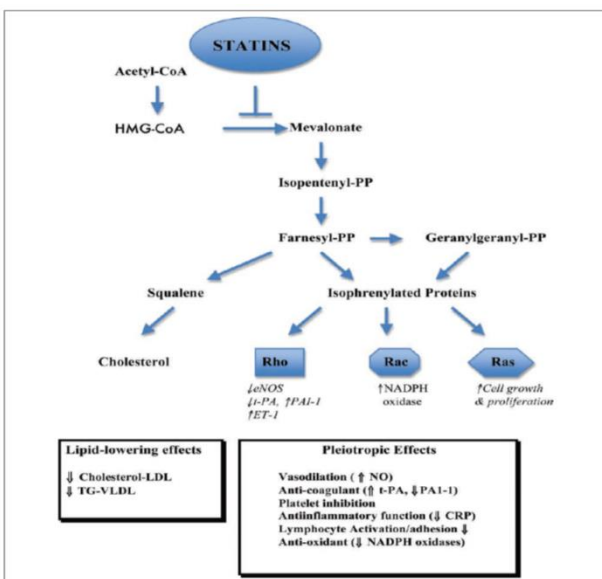 STATINS
Acetyl-CoA
HMG-CoA
Mevalonate
Isopentenyl-PP
Farnesyl-PP
Geranylgeranyl-PP
Squalene
Isophrenylated Proteins
Cholesterol
Rho
Rac
Ras
↓eNOS
↓t-PA, ↑PAI-1
↑ET-1
↑NADPH
oxidase
↑Cell growth
& proliferation
Lipid-lowering effects
⇓ Cholesterol-LDL
⇓ TG-VLDL
Pleiotropic Effects
Vasodilation (⇑ NO)
Anti-coagulant (⇑ t-PA, ⇓PA1-1)
Platelet inhibition
Antiinflammatory function (⇓ CRP)
Lymphocyte Activation/adhesion ⇓
Anti-oxidant (⇓ NADPH oxidases)